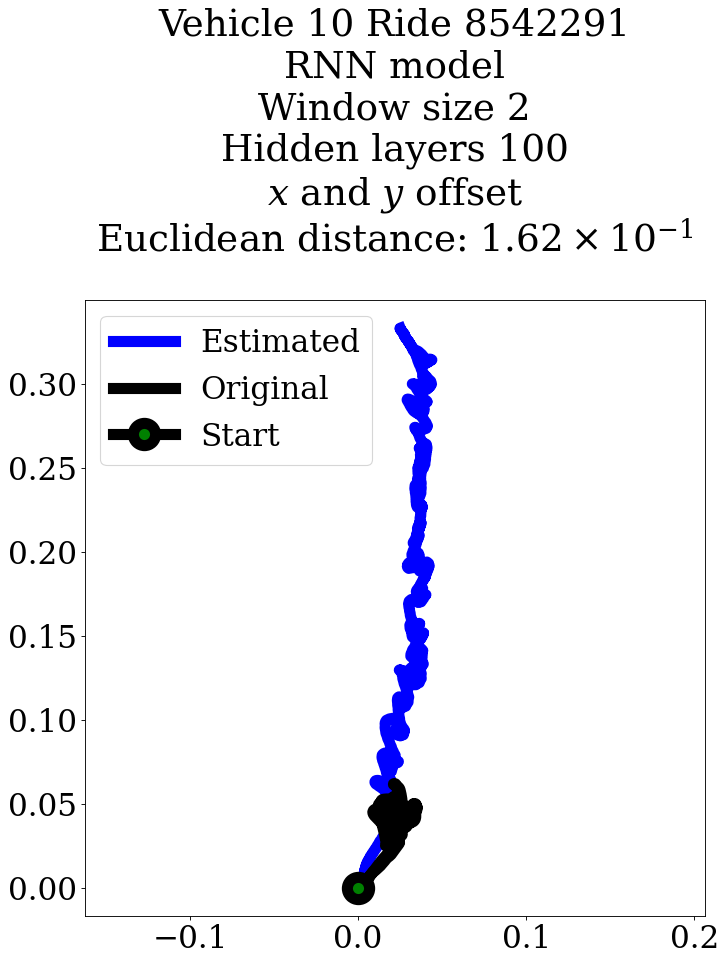 Vehicle 10 Ride 8542291
RNN model
Window size 2
Hidden layers 100
x and y offset
Euclidean distance: 1.62 × 10⁻¹
Estimated
Original
Start
0.30
0.25
0.20
0.15
0.10
0.05
0.00
−0.1 0.0 0.1 0.2